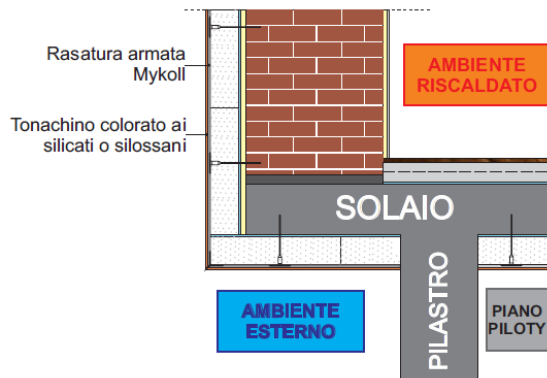 Rasatura armata
Mykoll
Tonachino colorato ai
silicati o silossani
AMBIENTE
RISCALDATO
SOLAIO
PILASTRO
AMBIENTE
ESTERNO
PIANO
PILOTY